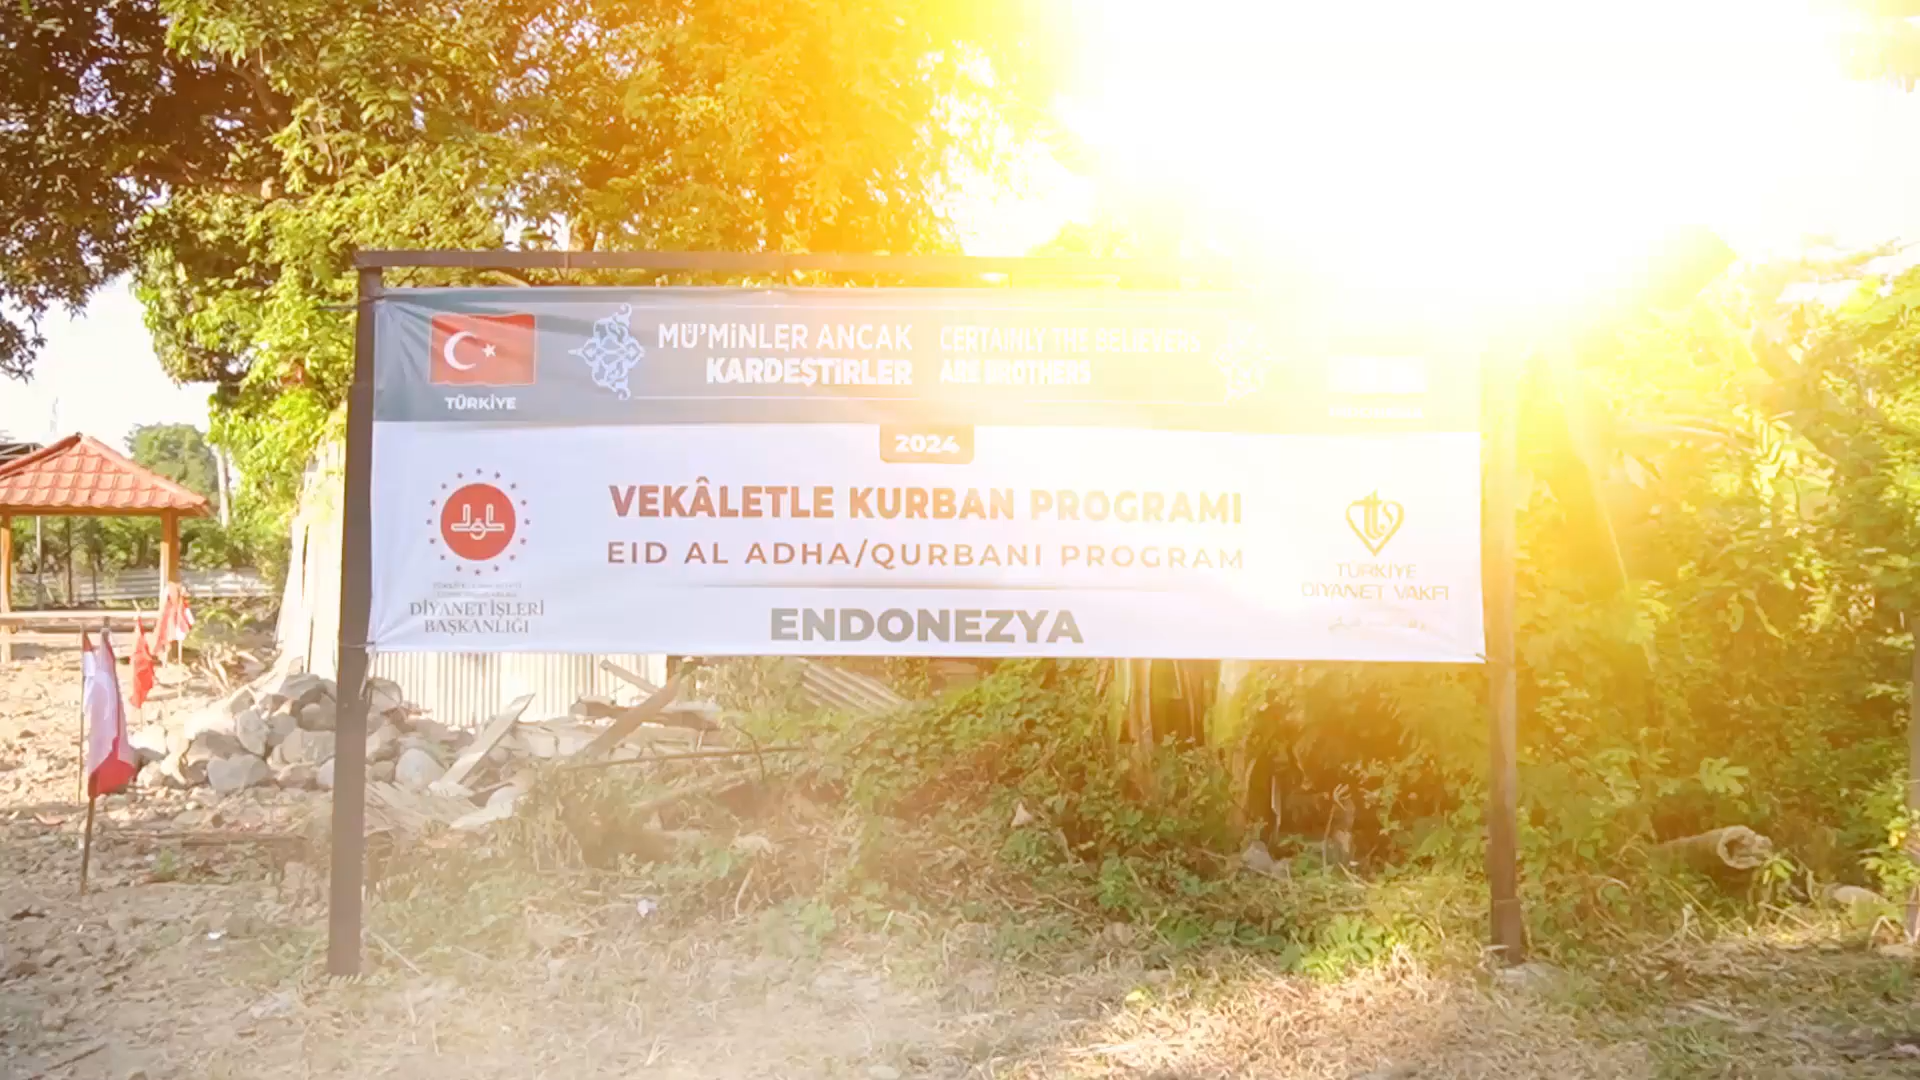 MÜ'MİNLER ANCAK
KARDEŞTİRLER
CERTAINLY THE BELIEVERS
ARE BROTHERS
TÜRKİYE
2024
VEKÂLETLE KURBAN PROGRAMI
EID AL ADHA/QURBANI PROGRAM
ENDONEZYA
DİYANET İŞLERİ
BAŞKANLIĞI
TÜRKİYE
DİYANET VAKFI